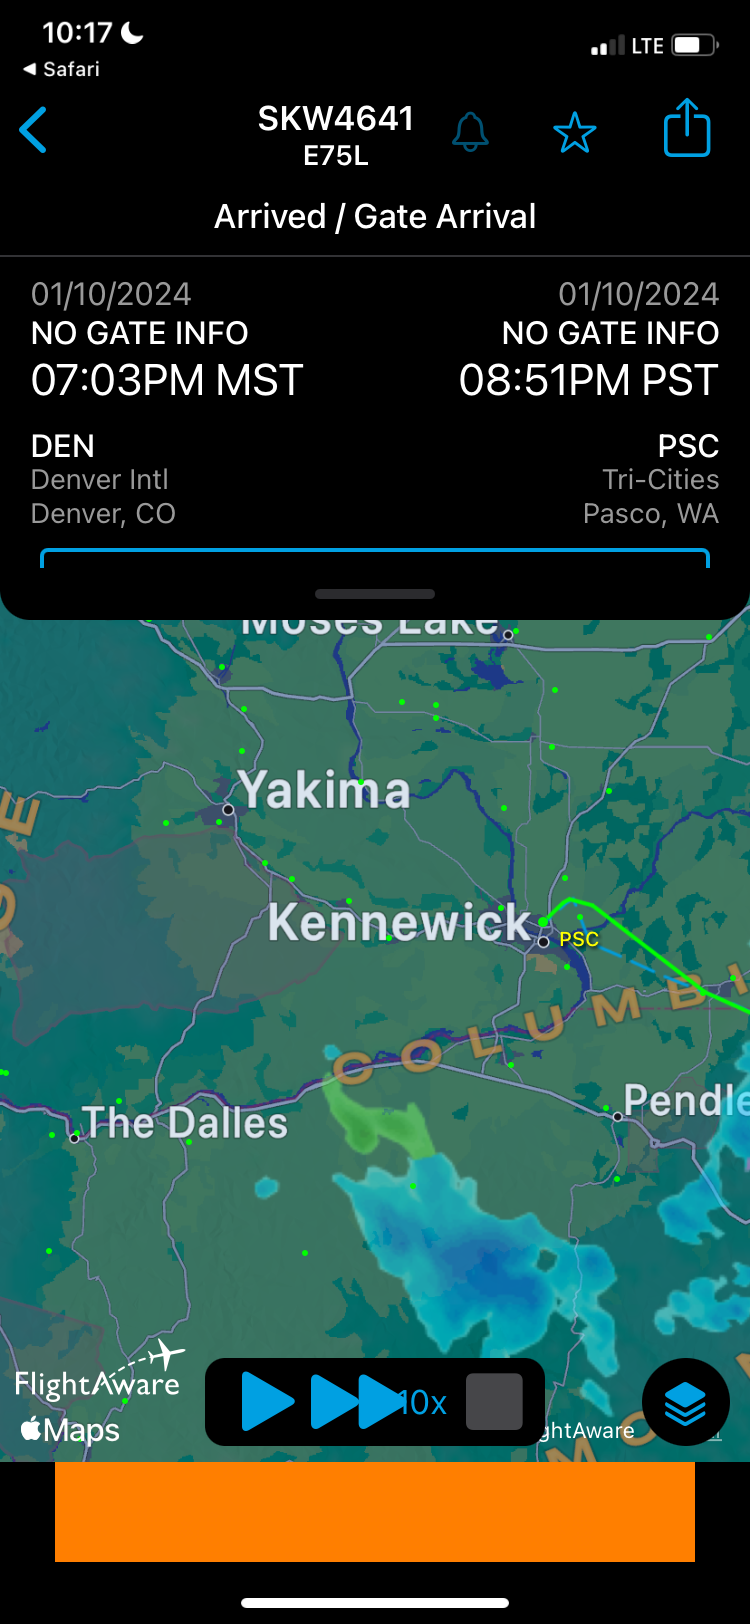 10:17
LTE
◀ Safari
SKW4641
E75L
Arrived / Gate Arrival
01/10/2024
01/10/2024
NO GATE INFO
NO GATE INFO
07:03PM MST
08:51PM PST
DEN
PSC
Denver Intl
Tri-Cities
Denver, CO
Pasco, WA
Moses Lake
Yakima
Kennewick
PSC
COLUMBI
Pendle
The Dalles
FlightAware
Maps
10x
ghtAware